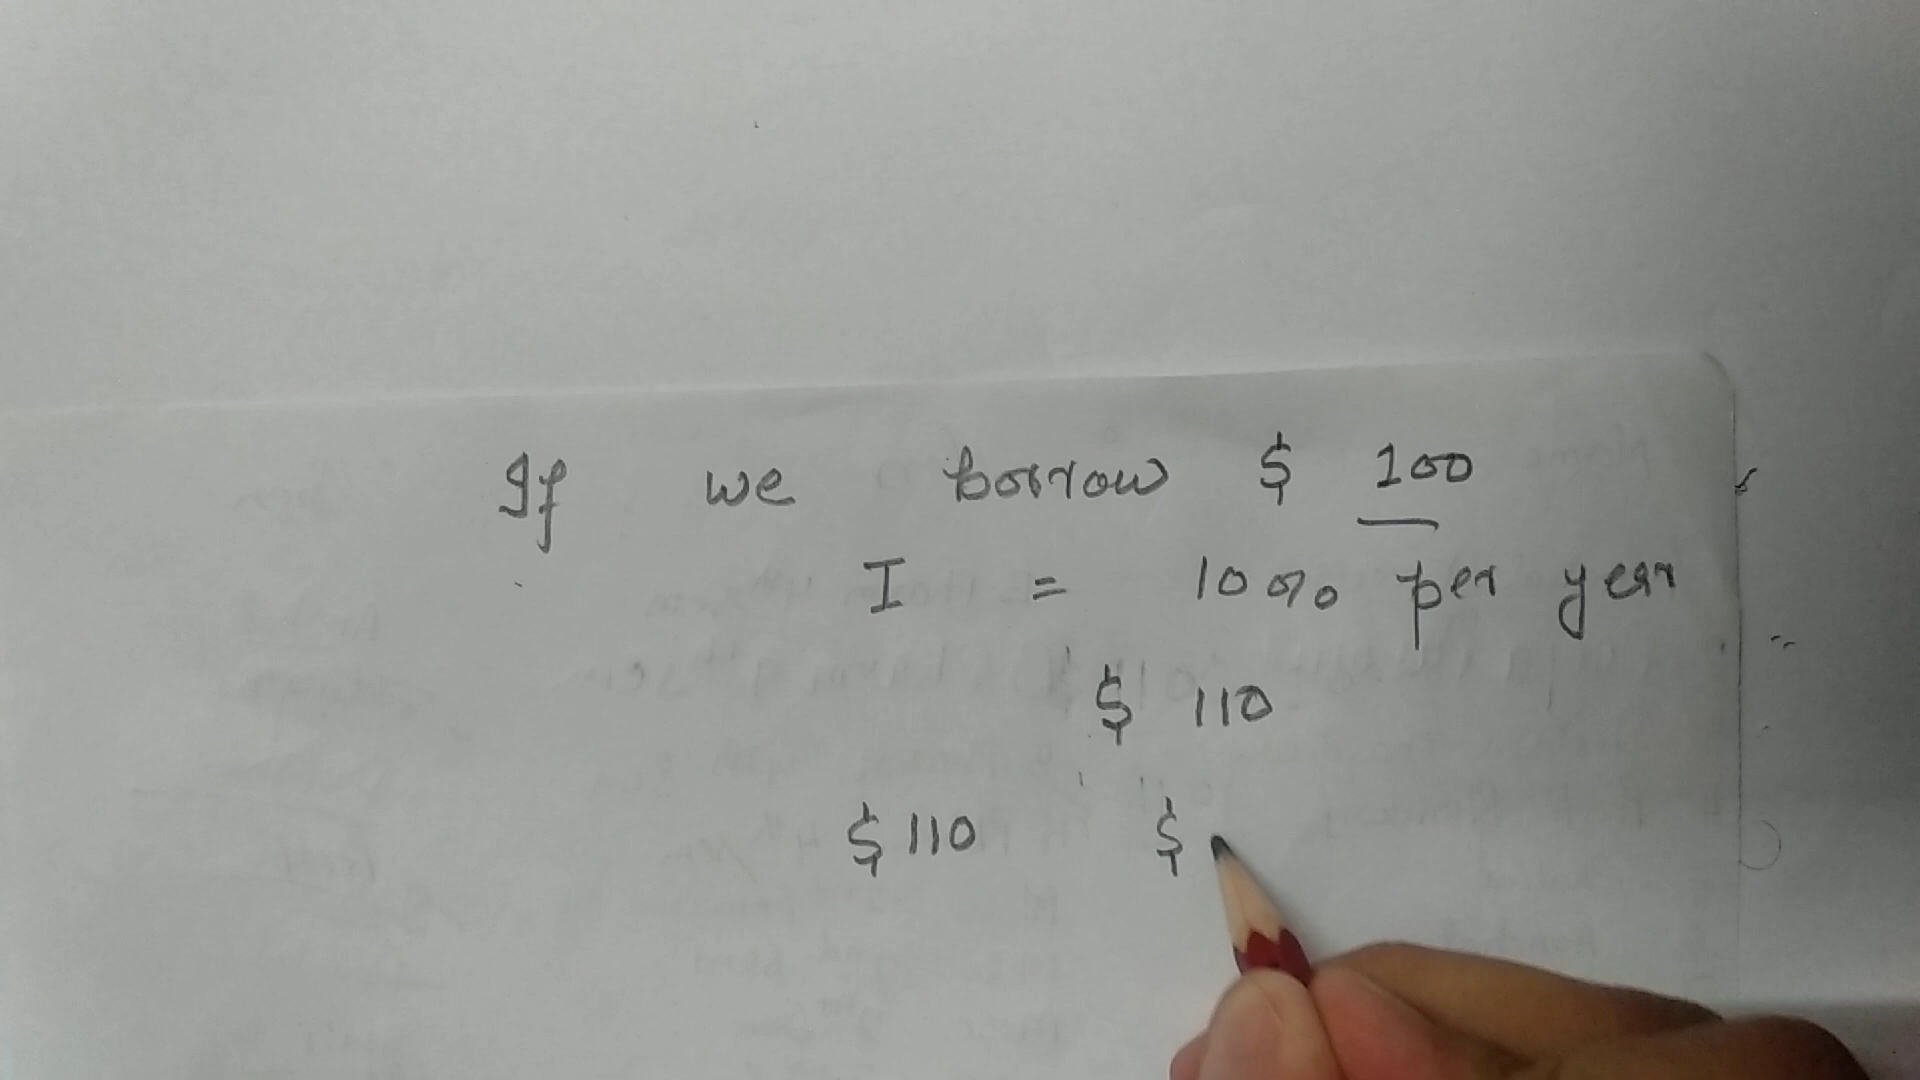 If we borrow $ 100
I = 10% per year
$ 110
$ 110 $